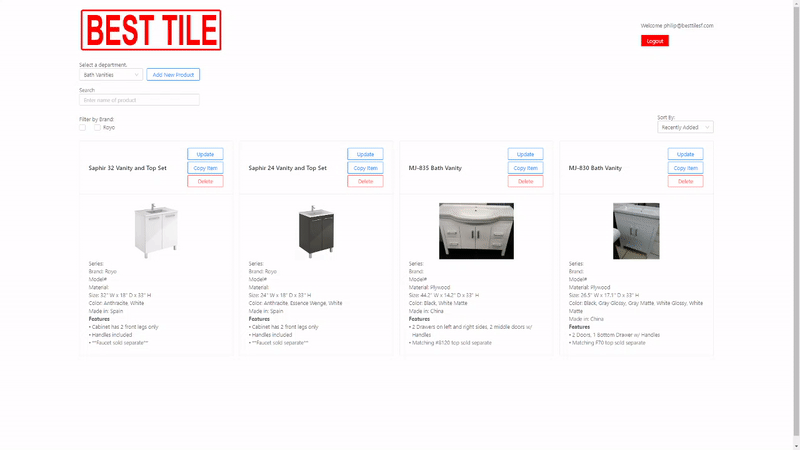 BEST TILE
Welcome philip@besttilesf.com
Logout
Select a department:
Bath Vanities
Add New Product
Search
Enter name of product
Filter by Brand:
Royo
Sort By
Recently Added
Saphir 32 Vanity and Top Set
Update
Copy Item
Delete
Series:
Brand: Royo
Model#
Material:
Size: 32" W x 18" D x 33" H
Color: Anthracite, White
Made in: Spain
Features
• Cabinet has 2 front legs only
• Handles included
• **Faucet sold separate**
Saphir 24 Vanity and Top Set
Update
Copy Item
Delete
Series:
Brand: Royo
Model#
Material:
Size: 24" W x 18" D x 33" H
Color: Anthracite, Essence Wenge, White
Made in: Spain
Features
• Cabinet has 2 front legs only
• Handles included
• **Faucet sold separate**
MJ-835 Bath Vanity
Update
Copy Item
Delete
Series:
Brand:
Model#
Material: Plywood
Size: 44.2" W x 14.2" D x 33" H
Color: Black, White Matte
Made in: China
Features
• 2 Drawers on left and right sides, 2 middle doors w/
Handles
• Matching #8120 top sold separate
MJ-830 Bath Vanity
Update
Copy Item
Delete
Series:
Brand:
Model#
Material: Plywood
Size: 26.5" W x 17.3" D x 33" H
Color: Black, Gray Glossy, Gray Matte, White Glossy, White
Matte
Made in: China
Features
• 2 Doors, 1 Bottom Drawer w/ Handles
• Matching F70 top sold separate